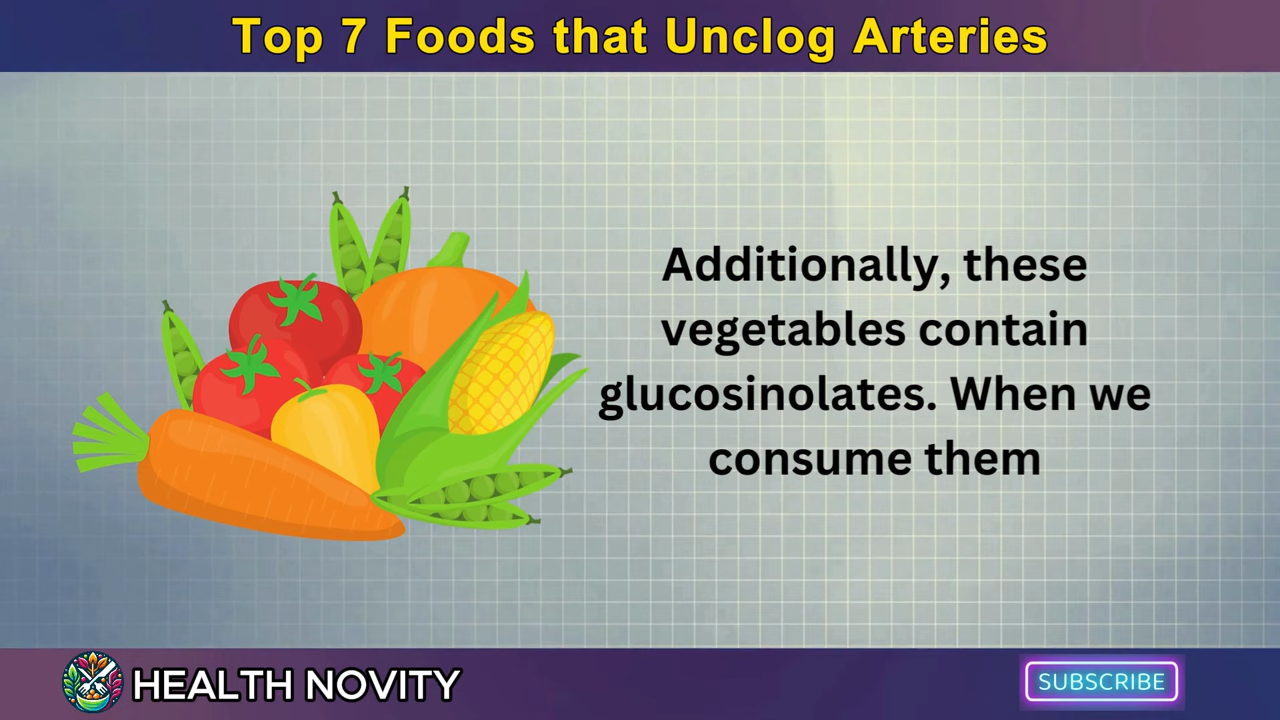 Top 7 Foods that Unclog Arteries
Additionally, these
vegetables contain
glucosinolates. When we
consume them
HEALTH NOVITY
SUBSCRIBE